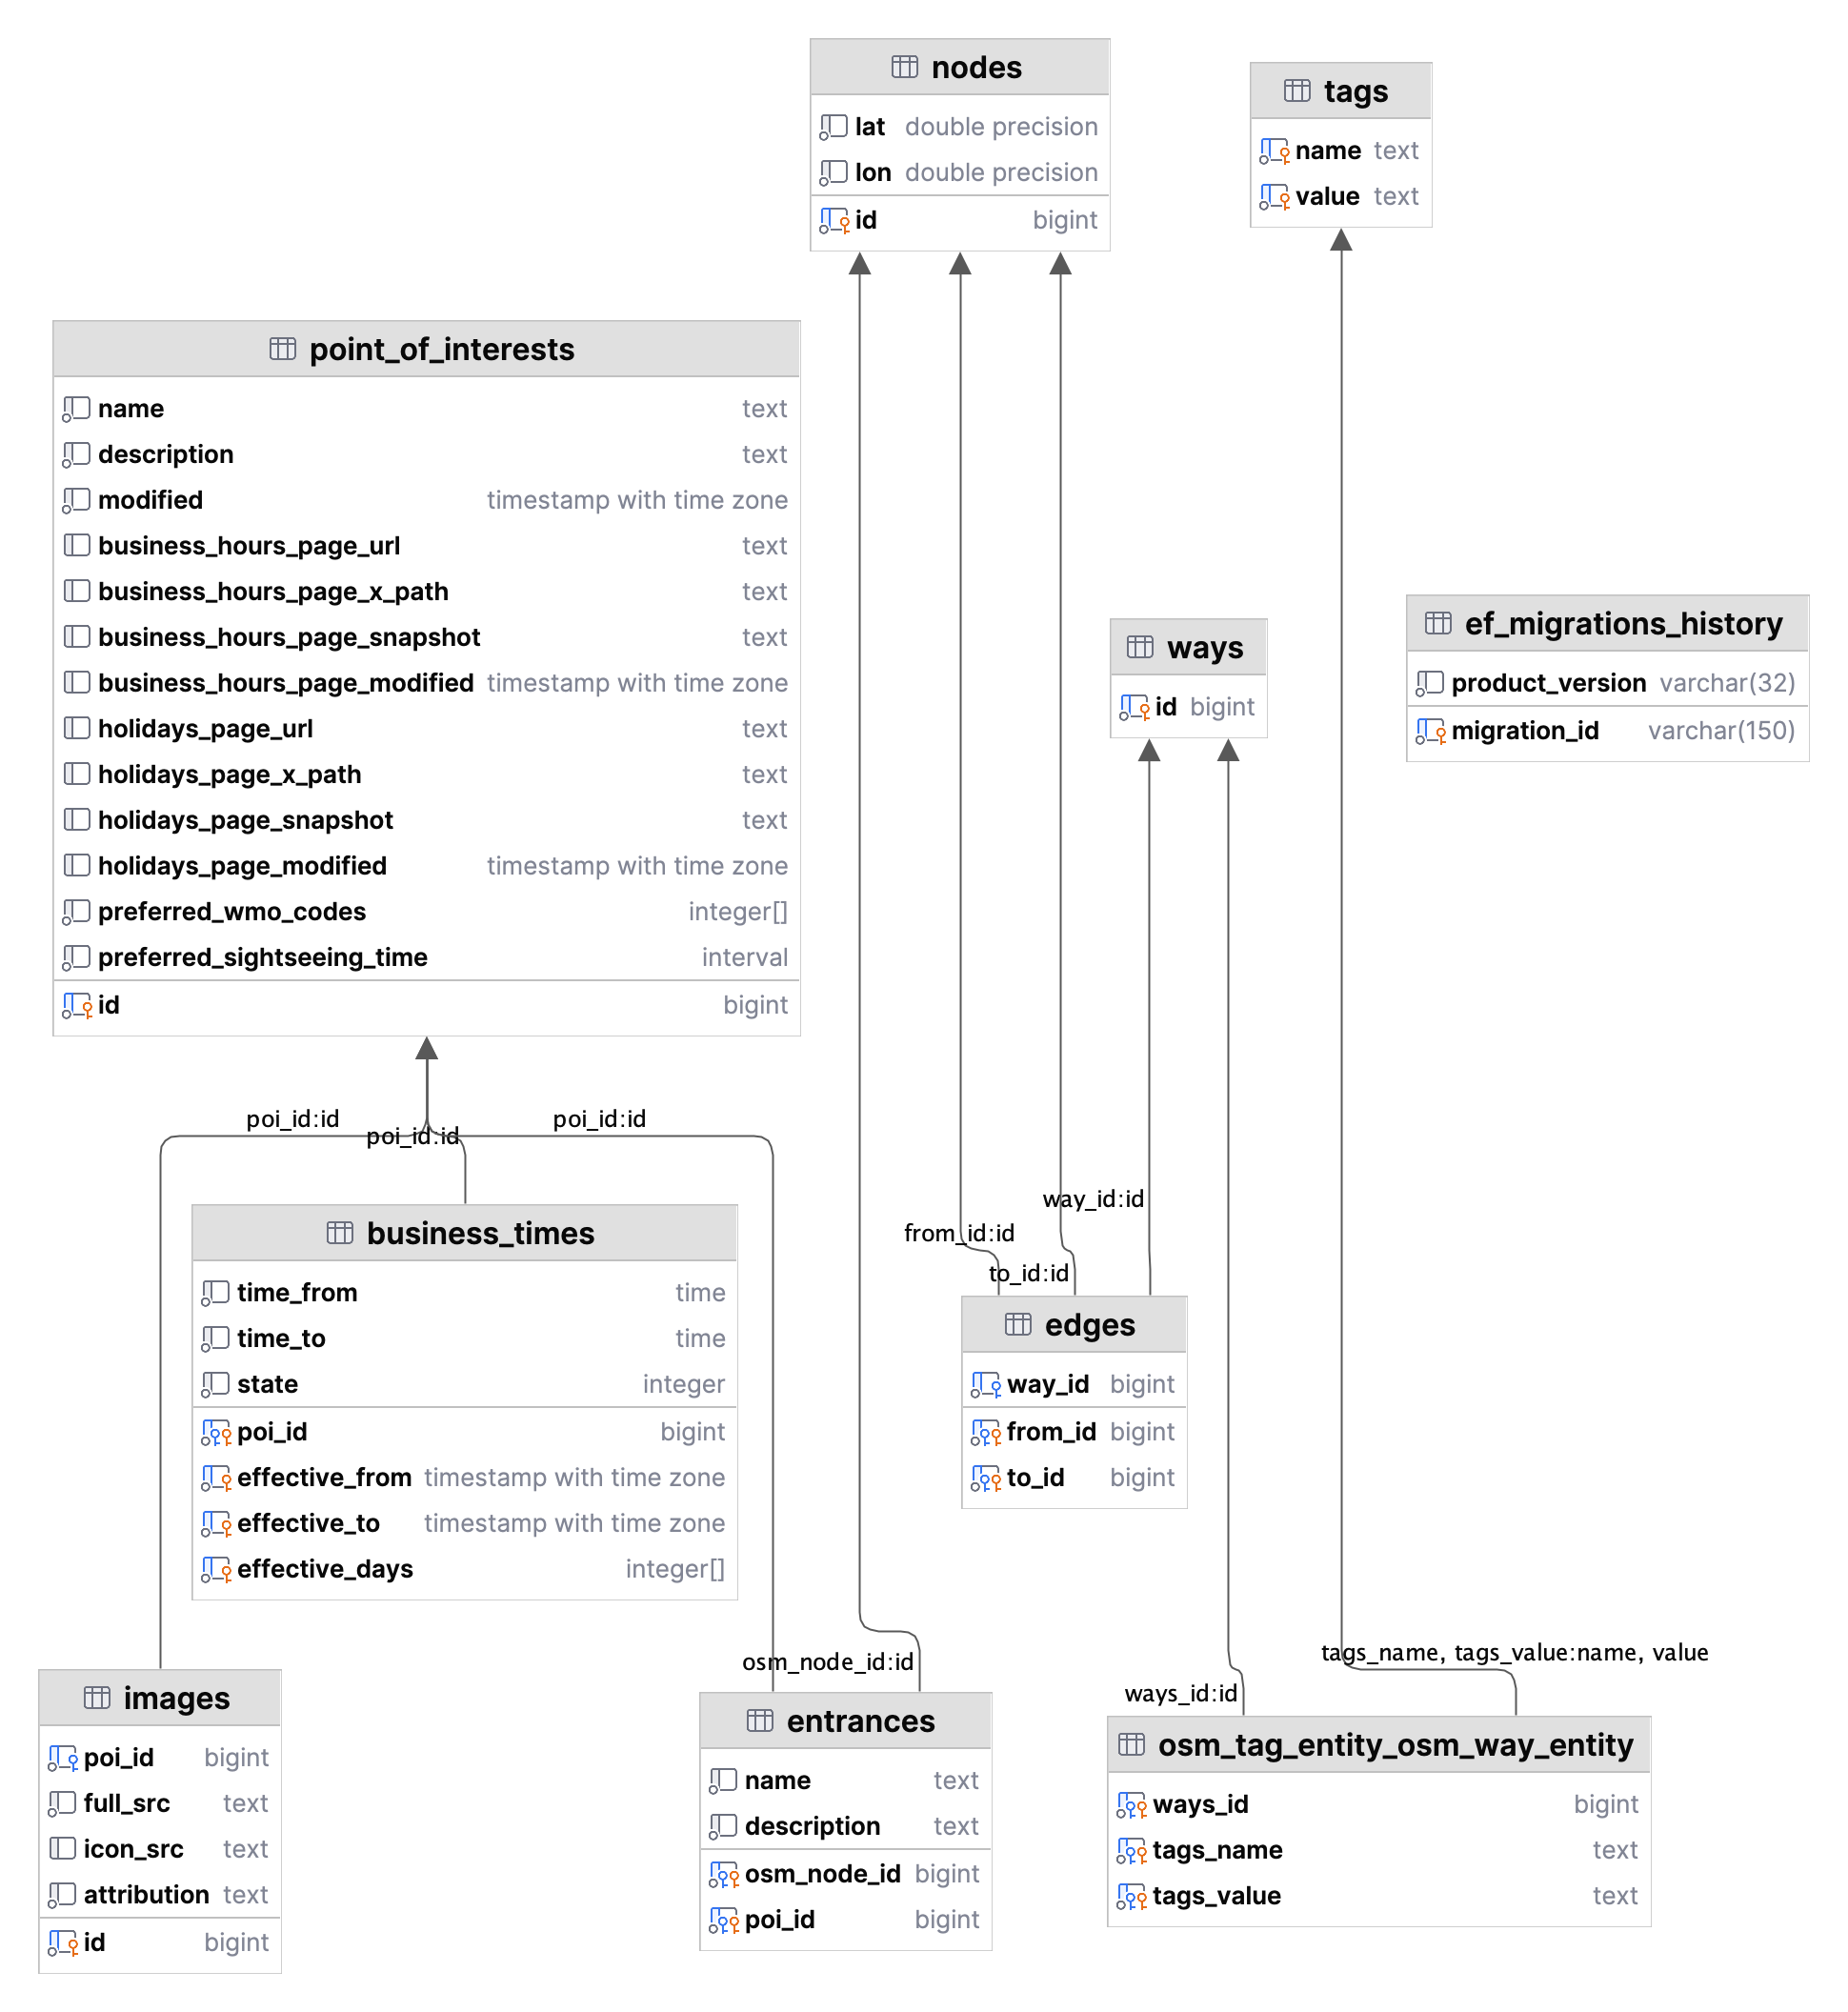 nodes
lat double precision
lon double precision
id bigint
tags
name text
value text
point_of_interests
name text
description text
modified timestamp with time zone
business_hours_page_url text
business_hours_page_x_path text
business_hours_page_snapshot text
business_hours_page_modified timestamp with time zone
holidays_page_url text
holidays_page_x_path text
holidays_page_snapshot text
holidays_page_modified timestamp with time zone
preferred_wmo_codes integer[]
preferred_sightseeing_time interval
id bigint
ways
id bigint
ef_migrations_history
product_version varchar(32)
migration_id varchar(150)
poi_id:id
poi_id:id
poi_id:id
way_id:id
from_id:id
to_id:id
business_times
time_from time
time_to time
state integer
poi_id bigint
effective_from timestamp with time zone
effective_to timestamp with time zone
effective_days integer[]
edges
way_id bigint
from_id bigint
to_id bigint
osm_node_id:id
tags_name, tags_value:name, value
ways_id:id
images
poi_id bigint
full_src text
icon_src text
attribution text
id bigint
entrances
name text
description text
osm_node_id bigint
poi_id bigint
osm_tag_entity_osm_way_entity
ways_id bigint
tags_name text
tags_value text